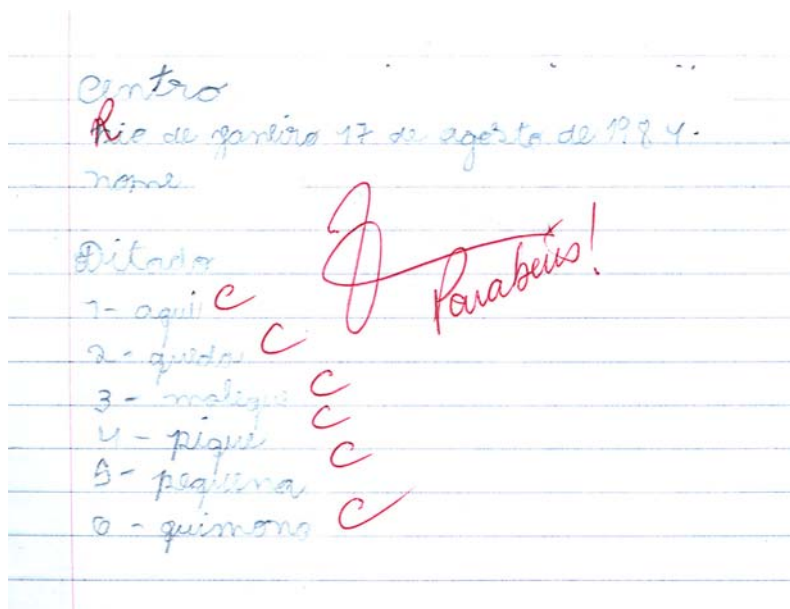 Centro
Rio de janeiro 17 de agosto de 1984.
nome
Ditado
Parabéns!
1 - aqui C
2 - queda C
3 - moleque C
4 - pique C
5 - pequena C
6 - quimono C